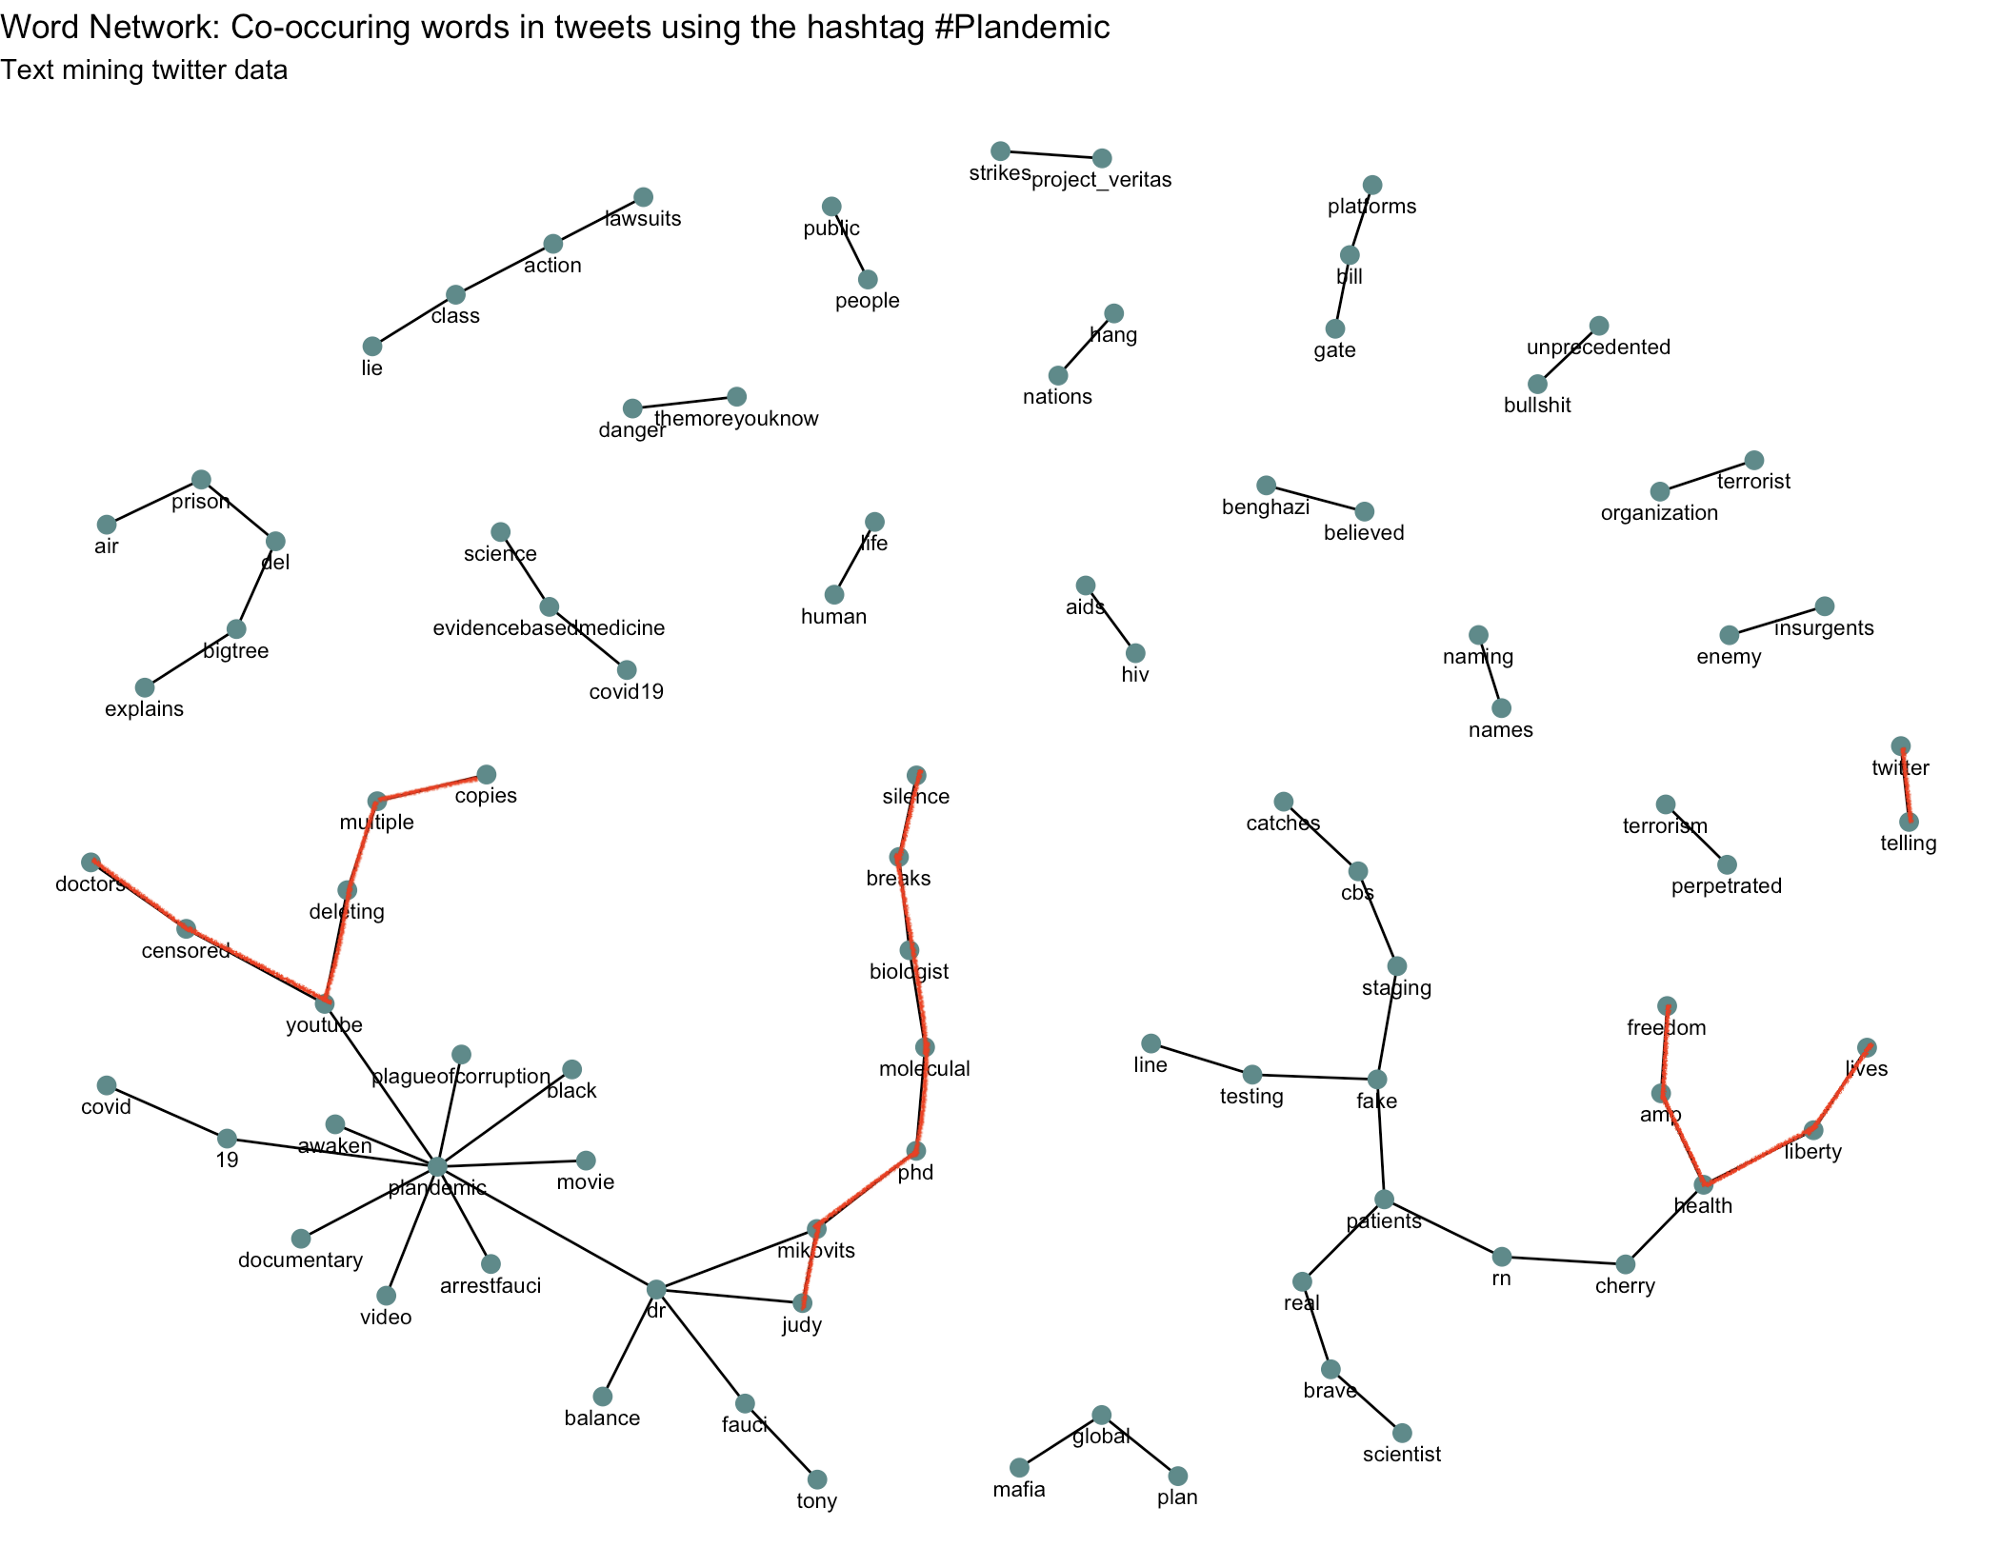 Word Network: Co-occuring words in tweets using the hashtag #Plandemic
Text mining twitter data
strikes
project_veritas
platforms
lawsuits
public
action
bill
people
class
hang
gate
unprecedented
lie
nations
bullshit
themoreyouknow
danger
terrorist
prison
benghazi
organization
believed
air
life
science
del
aids
human
evidencebasedmedicine
insurgents
bigtree
naming
enemy
hiv
covid19
explains
names
twitter
copies
silence
multiple
catches
terrorism
telling
doctors
breaks
cbs
perpetrated
deleting
censored
biologist
staging
youtube
freedom
line
moleculal
lives
plagueofcorruption
black
testing
fake
covid
amp
awaken
liberty
19
phd
movie
plandemic
health
patients
mikovits
documentary
rn
arrestfauci
cherry
real
dr
video
judy
brave
balance
fauci
global
scientist
mafia
plan
tony